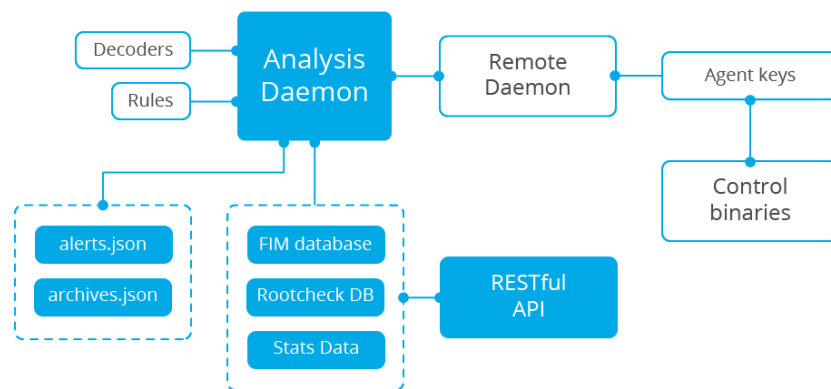 Decoders
Rules
Analysis
Daemon
Remote
Daemon
Agent keys
Control
binaries
alerts.json
archives.json
FIM database
Rootcheck DB
Stats Data
RESTful
API